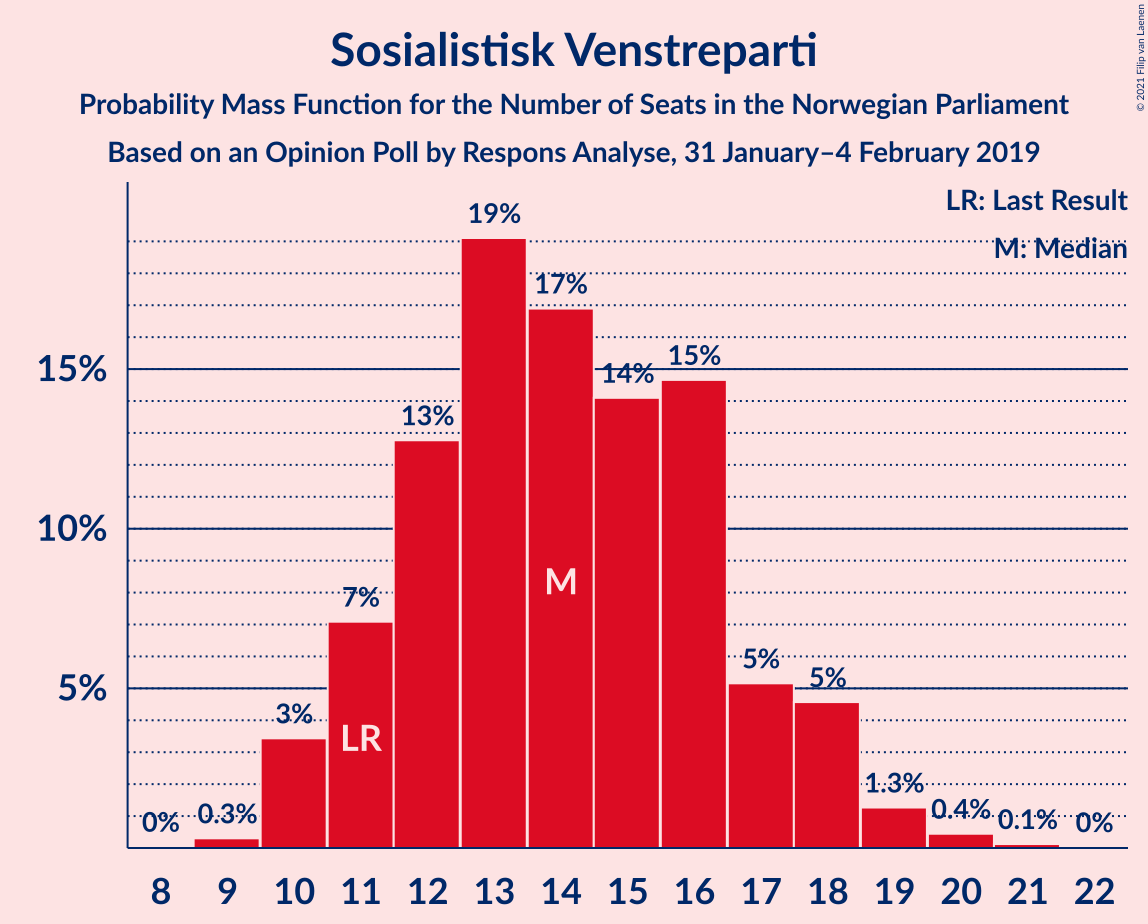 Sosialistisk Venstreparti
Probability Mass Function for the Number of Seats in the Norwegian Parliament
Based on an Opinion Poll by Respons Analyse, 31 January–4 February 2019
© 2021 Filip van Laenen
LR: Last Result
M: Median
15%
10%
5%
0%
0.3%
3%
7%
13%
19%
17%
14%
15%
5%
5%
1.3%
0.4%
0.1%
0%
LR
M
8 9 10 11 12 13 14 15 16 17 18 19 20 21 22